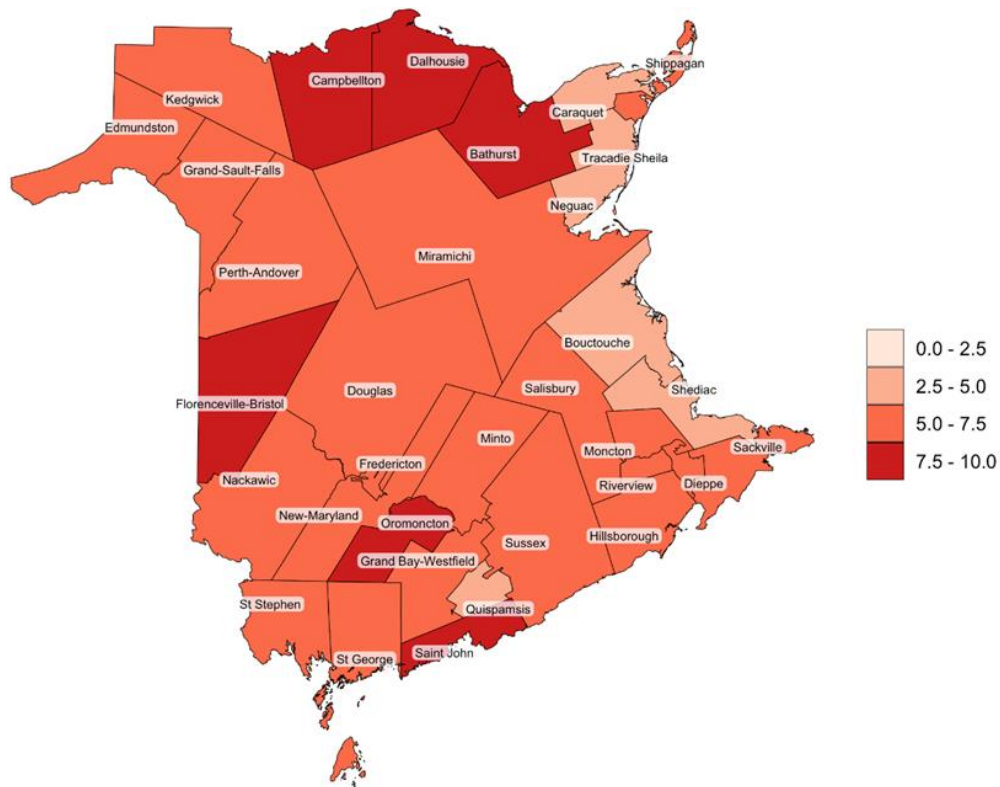 Shippagan
Dalhousie
Campbellton
Kedgwick
Caraquet
Edmundston
Bathurst
Tracadie Sheila
Grand-Sault-Falls
Neguac
Miramichi
Perth-Andover
Bouctouche
0.0 - 2.5
2.5 - 5.0
5.0 - 7.5
7.5 - 10.0
Salisbury
Shediac
Douglas
Florenceville-Bristol
Minto
Sackville
Moncton
Fredericton
Nackawic
Riverview
Dieppe
New-Maryland
Oromoncton
Hillsborough
Sussex
Grand Bay-Westfield
St Stephen
Quispamsis
Saint John
St George